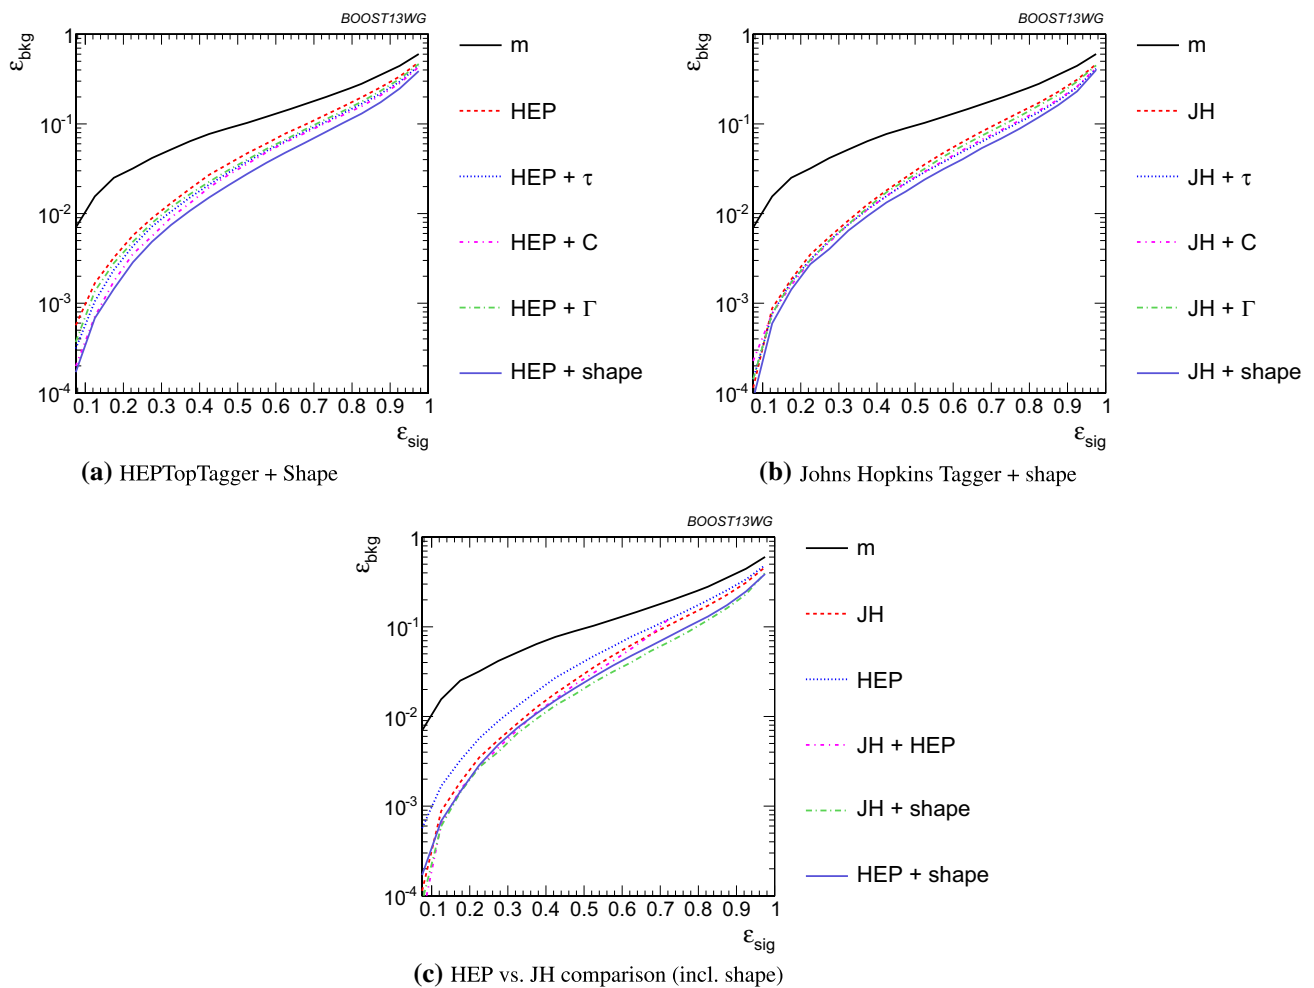 BOOST13WG
ε_bkg
1
10^-1
10^-2
10^-3
10^-4
0.1 0.2 0.3 0.4 0.5 0.6 0.7 0.8 0.9 1
ε_sig
m
HEP
HEP + τ
HEP + C
HEP + Γ
HEP + shape
(a) HEPTopTagger + Shape
BOOST13WG
ε_bkg
1
10^-1
10^-2
10^-3
10^-4
0.1 0.2 0.3 0.4 0.5 0.6 0.7 0.8 0.9 1
ε_sig
m
JH
JH + τ
JH + C
JH + Γ
JH + shape
(b) Johns Hopkins Tagger + shape
BOOST13WG
ε_bkg
1
10^-1
10^-2
10^-3
10^-4
0.1 0.2 0.3 0.4 0.5 0.6 0.7 0.8 0.9 1
ε_sig
m
JH
HEP
JH + HEP
JH + shape
HEP + shape
(c) HEP vs. JH comparison (incl. shape)